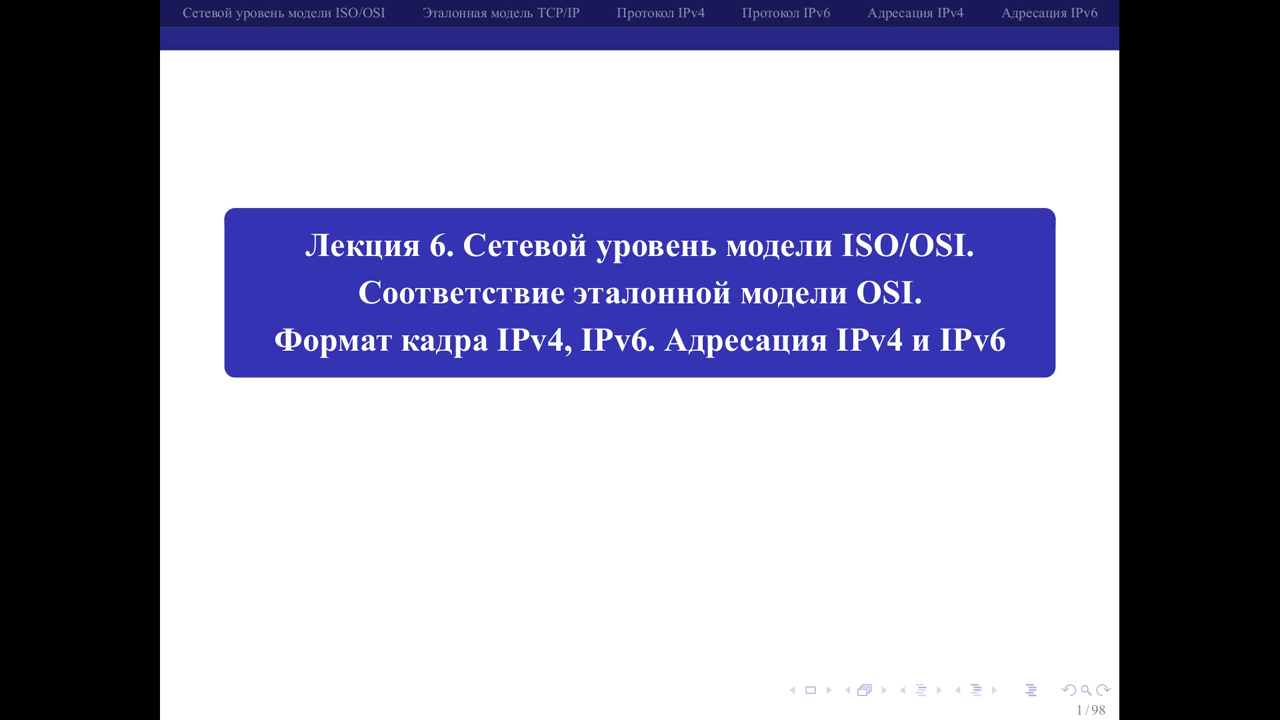 Сетевой уровень модели ISO/OSI Эталонная модель TCP/IP Протокол IPv4 Протокол IPv6 Адресация IPv4 Адресация IPv6
Лекция 6. Сетевой уровень модели ISO/OSI.
Соответствие эталонной модели OSI.
Формат кадра IPv4, IPv6. Адресация IPv4 и IPv6
1 / 98